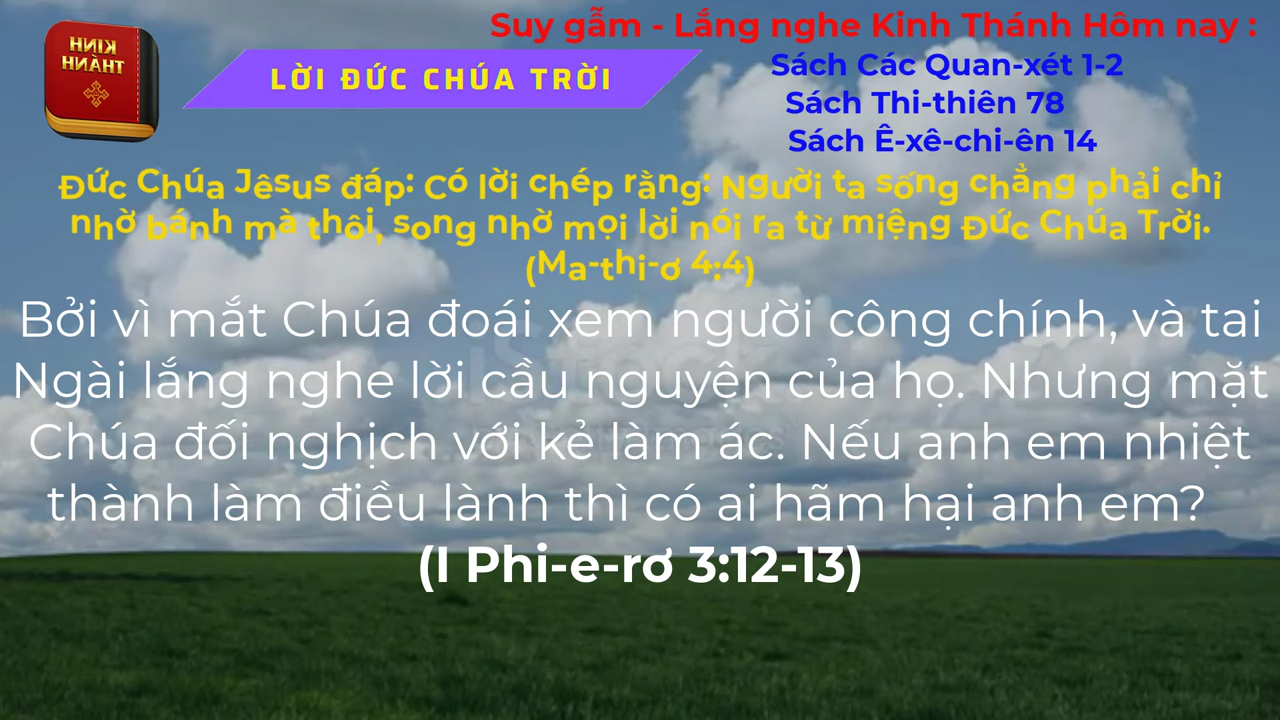 Suy gẫm - Lắng nghe Kinh Thánh Hôm nay :
KINH
THÀNH
LỜI ĐỨC CHÚA TRỜI
Sách Các Quan-xét 1-2
Sách Thi-thiên 78
Sách Ê-xê-chi-ên 14
Đức Chúa Jêsus đáp: Có lời chép rằng: Người ta sống chẳng phải chỉ
nhờ bánh mà thôi, song nhờ mọi lời nói ra từ miệng Đức Chúa Trời.
(Ma-thi-ơ 4:4)
Bởi vì mắt Chúa đoái xem người công chính, và tai
Ngài lắng nghe lời cầu nguyện của họ. Nhưng mặt
Chúa đối nghịch với kẻ làm ác. Nếu anh em nhiệt
thành làm điều lành thì có ai hãm hại anh em?
(I Phi-e-rơ 3:12-13)